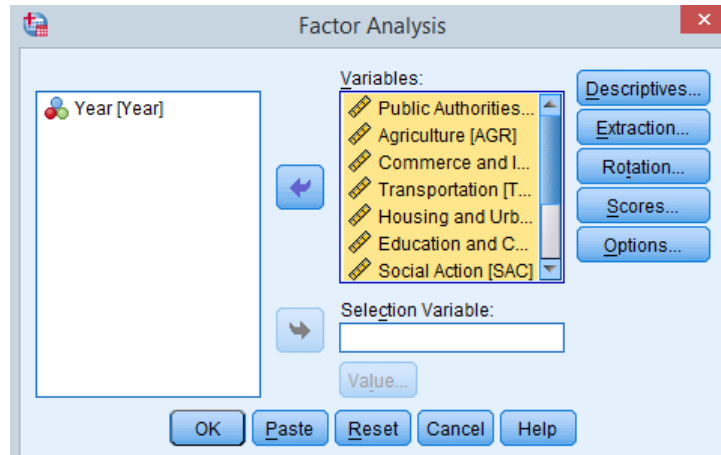 Factor Analysis
Year [Year]
Variables:
Public Authorities...
Agriculture [AGR]
Commerce and I...
Transportation [T...
Housing and Urb...
Education and C...
Social Action [SAC]
Selection Variable:
Value...
Descriptives...
Extraction...
Rotation...
Scores...
Options...
OK
Paste
Reset
Cancel
Help